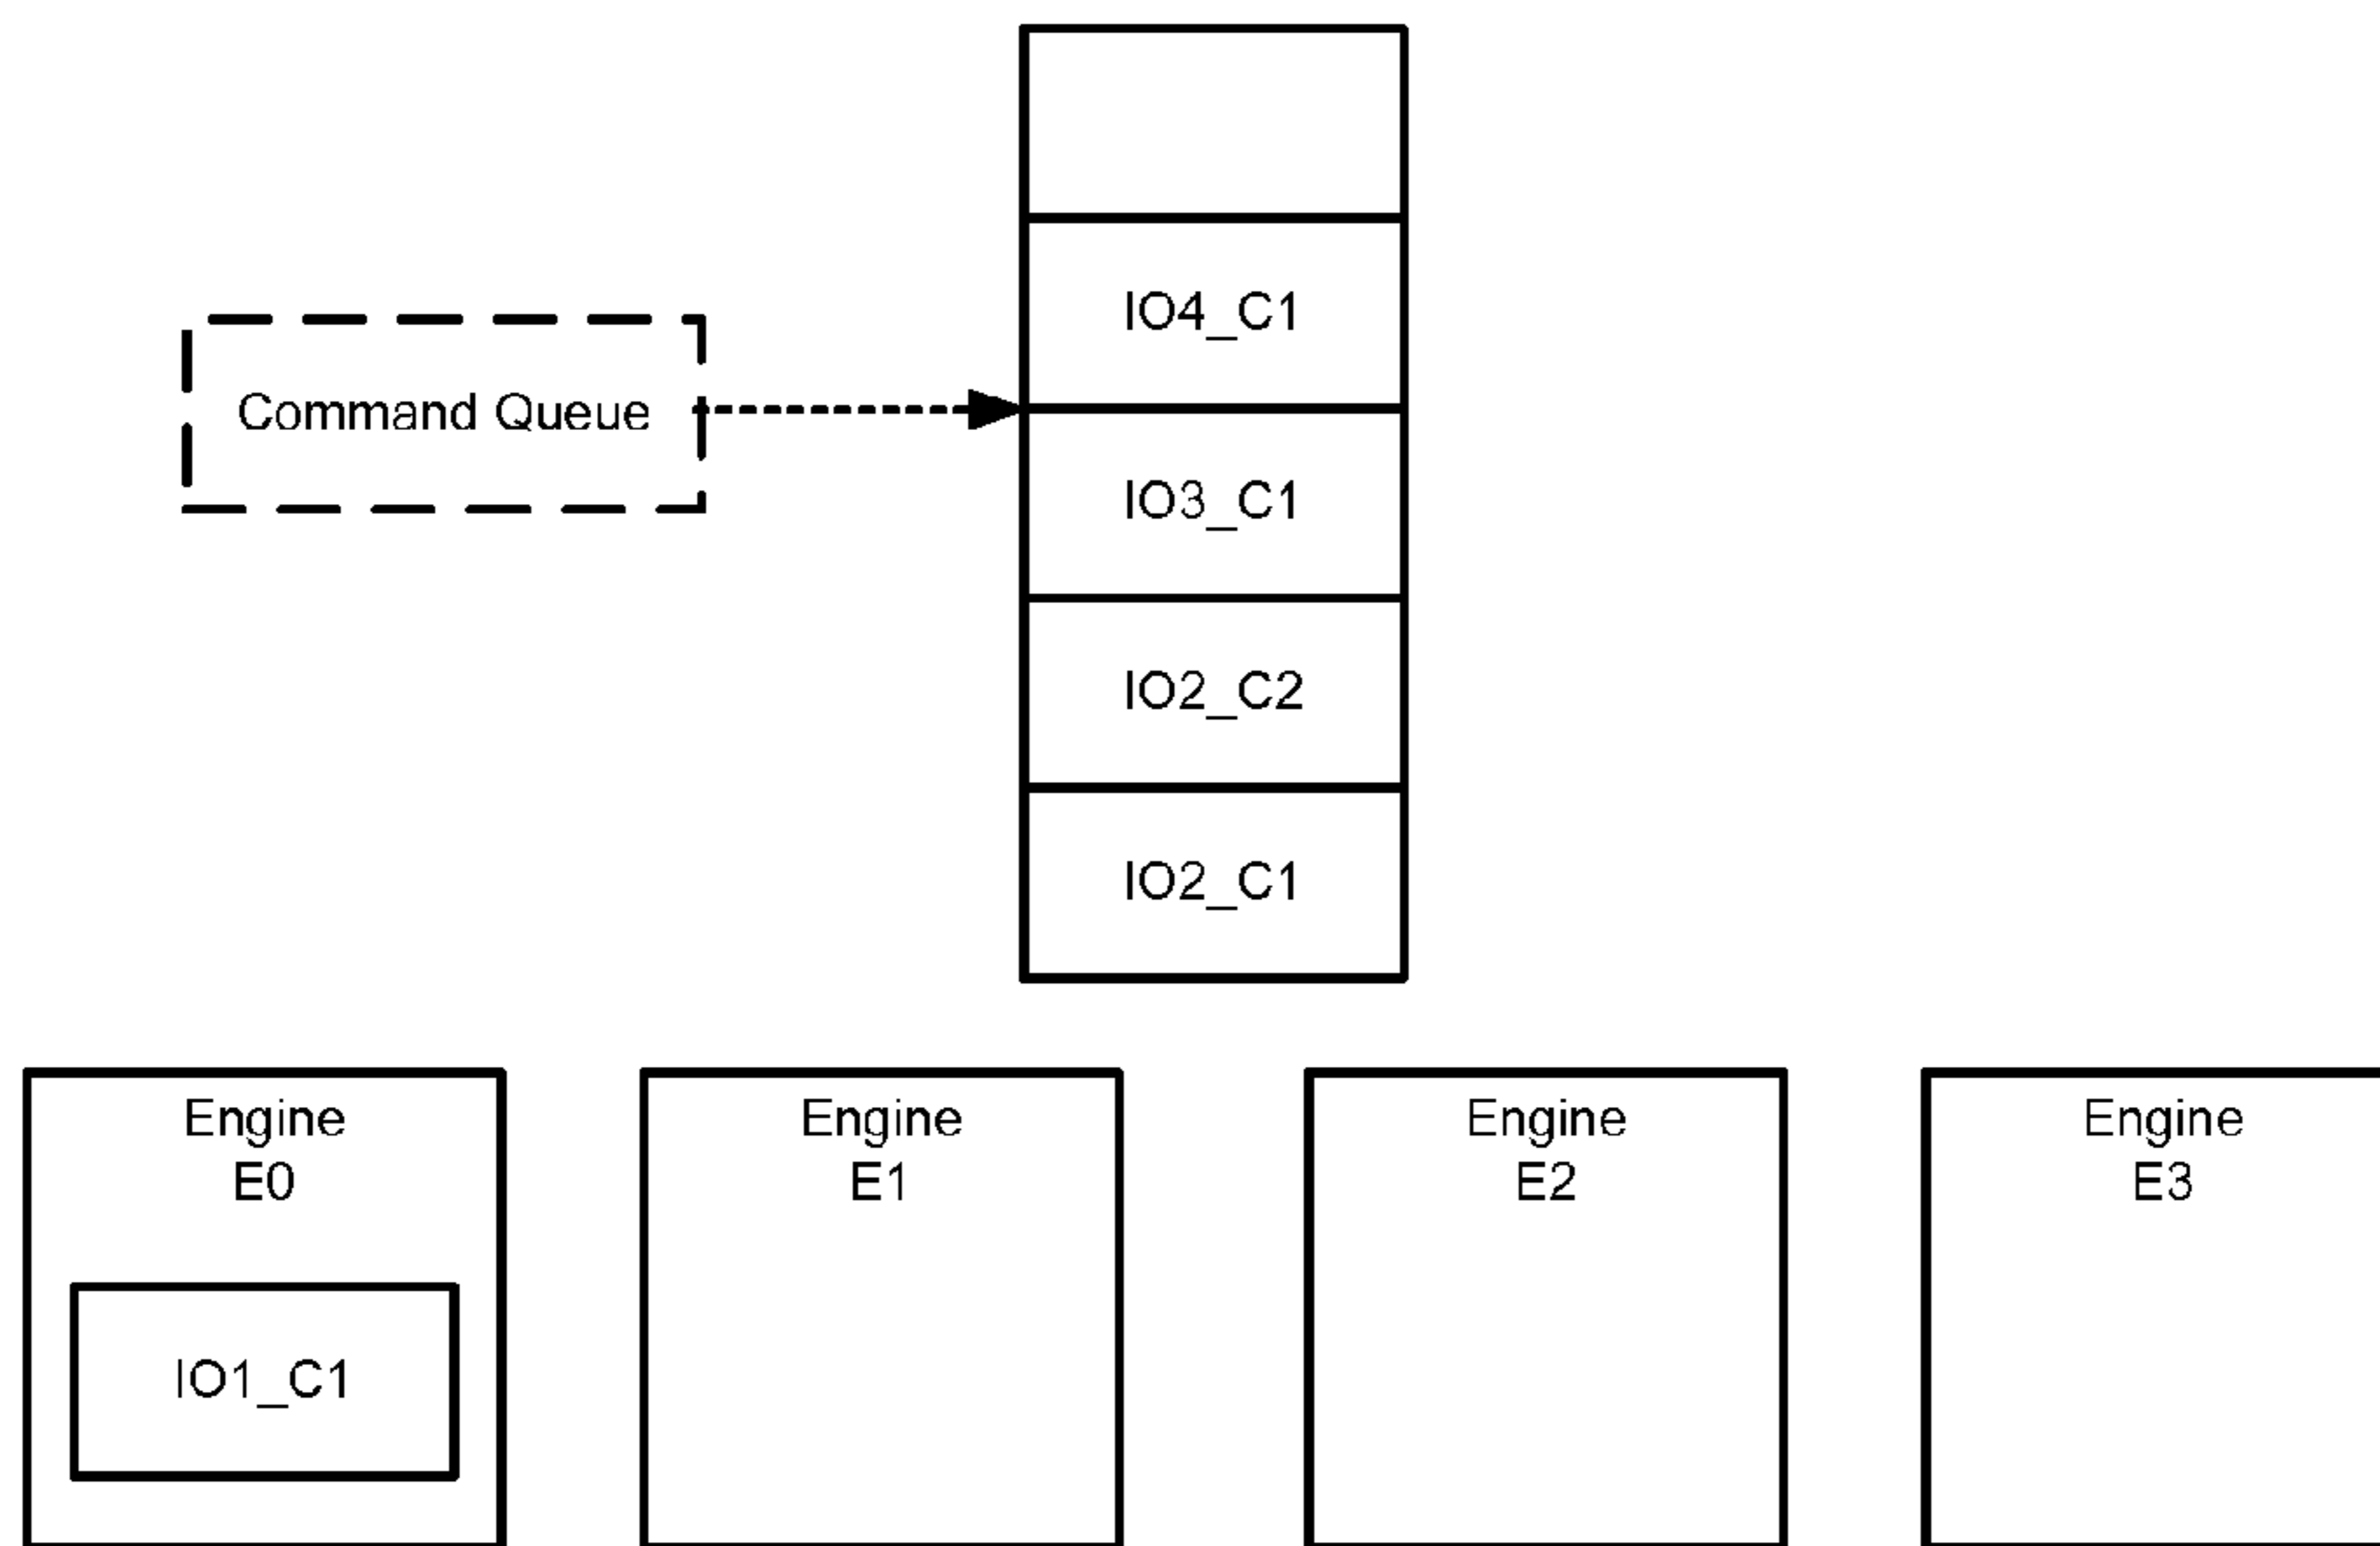 IO4_C1
Command Queue
IO3_C1
IO2_C2
IO2_C1
Engine
E0
IO1_C1
Engine
E1
Engine
E2
Engine
E3